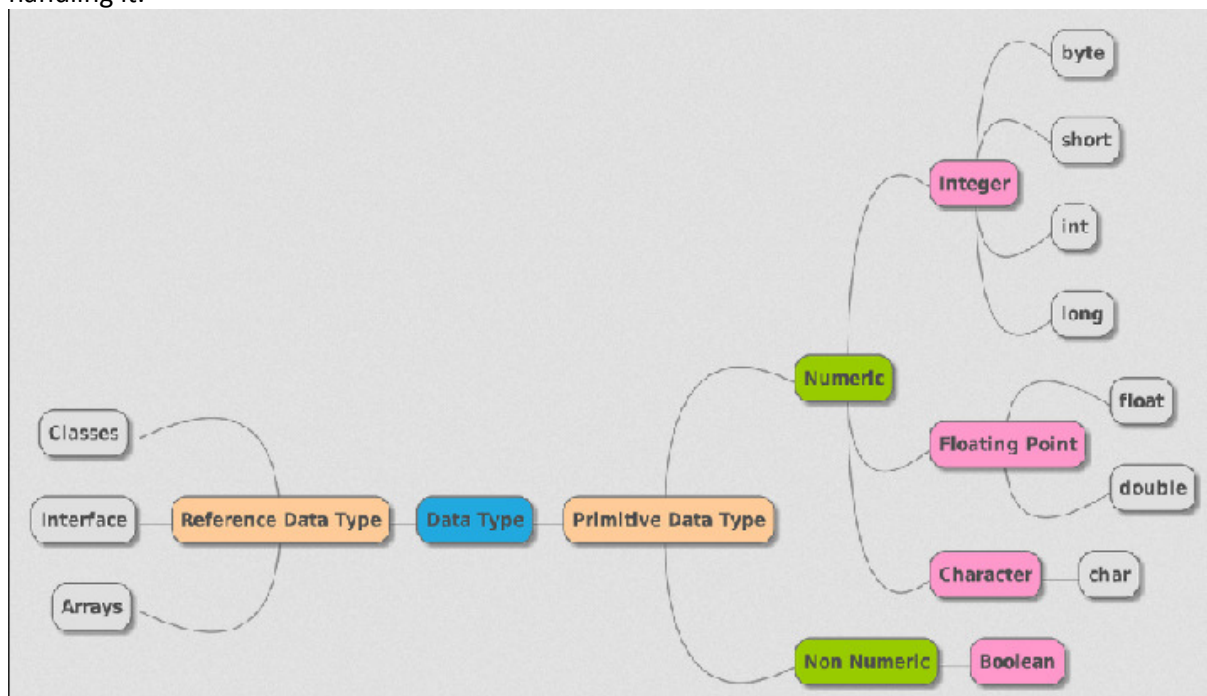 handling it.
byte
short
Integer
int
long
Numeric
float
Classes
Floating Point
double
Interface
Reference Data Type
Data Type
Primitive Data Type
Character
char
Arrays
Non Numeric
Boolean